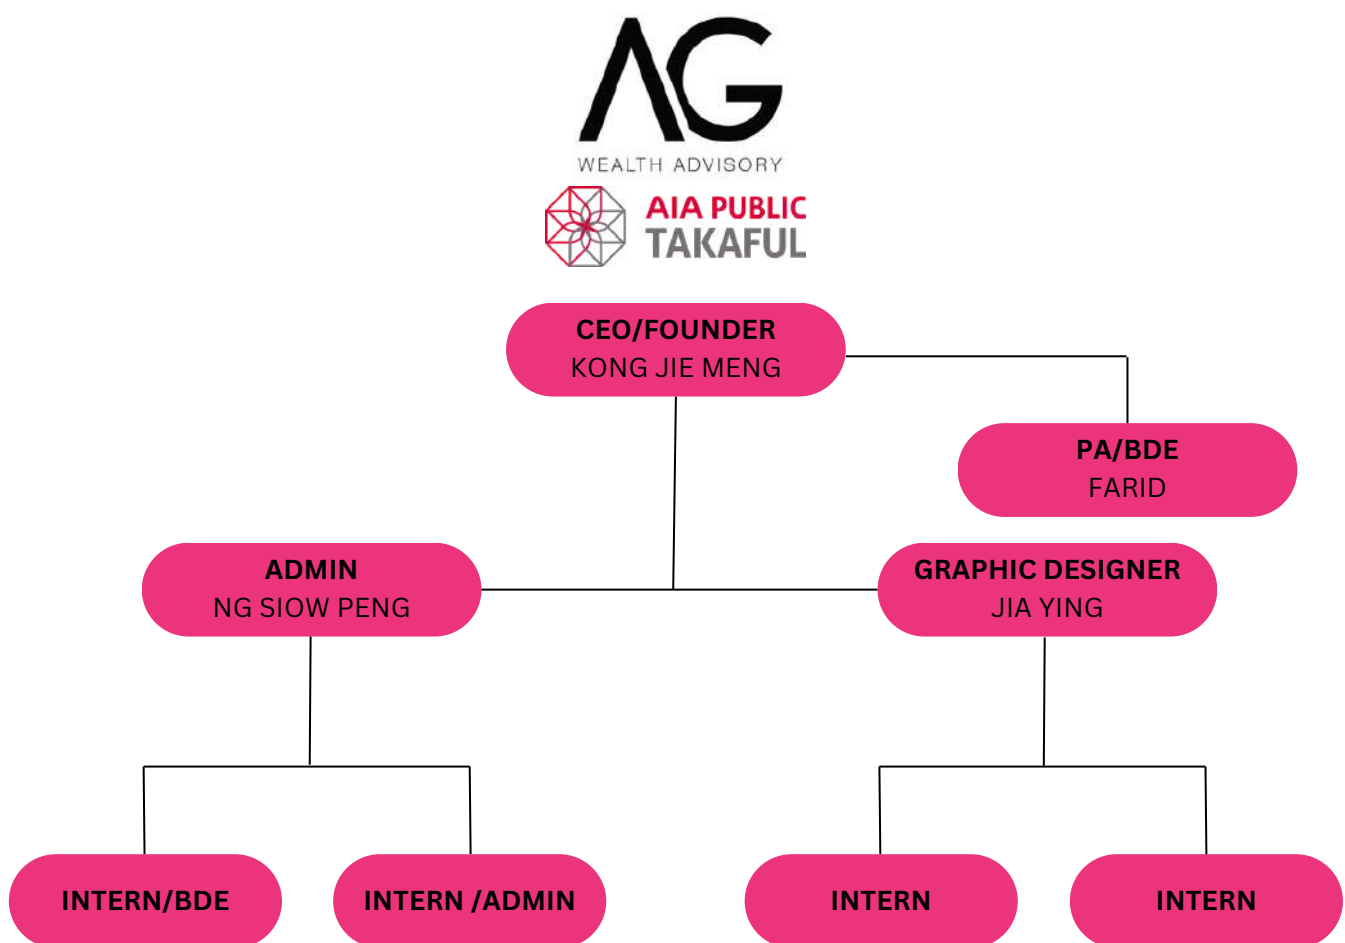 AG
WEALTH ADVISORY
AIA PUBLIC
TAKAFUL
CEO/FOUNDER
KONG JIE MENG
PA/BDE
FARID
ADMIN
NG SIOW PENG
GRAPHIC DESIGNER
JIA YING
INTERN/BDE
INTERN /ADMIN
INTERN
INTERN